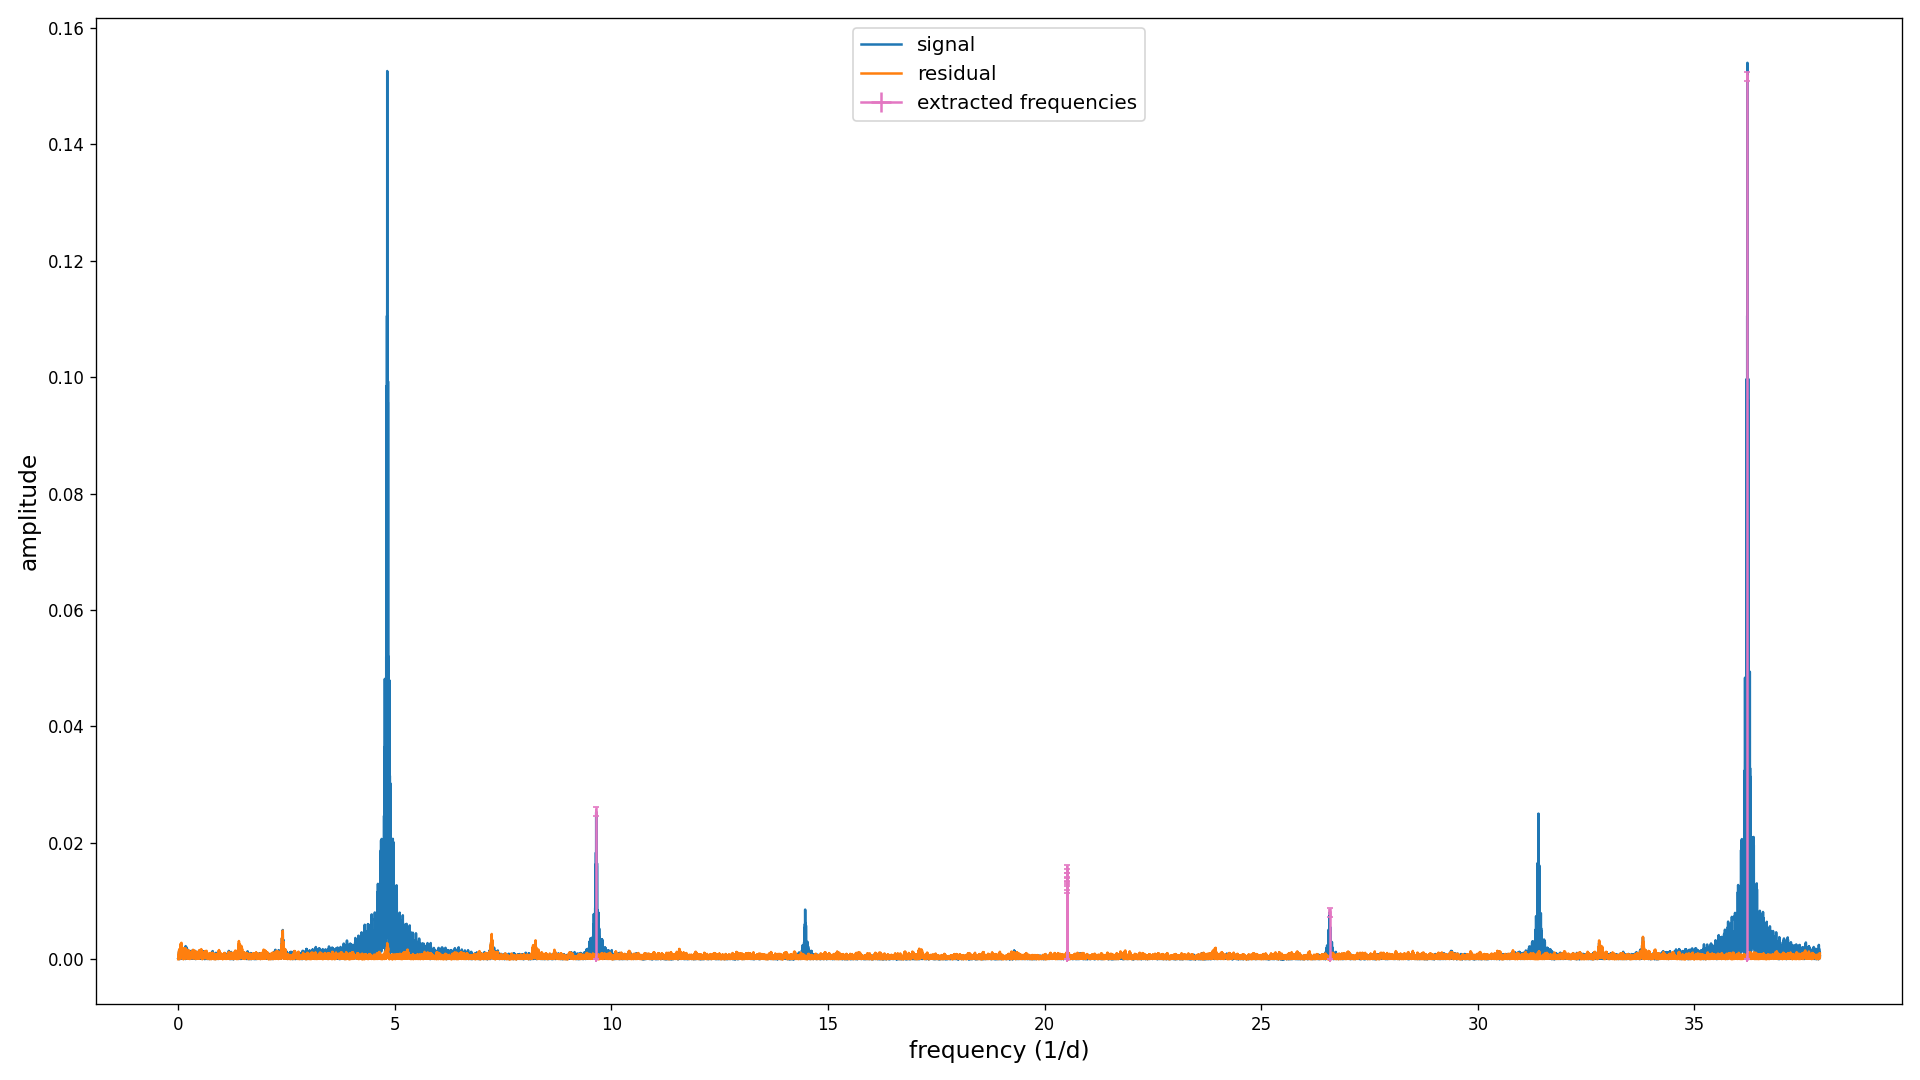 0.16
0.14
0.12
0.10
0.08
0.06
0.04
0.02
0.00
amplitude
signal
residual
extracted frequencies
0 5 10 15 20 25 30 35
frequency (1/d)